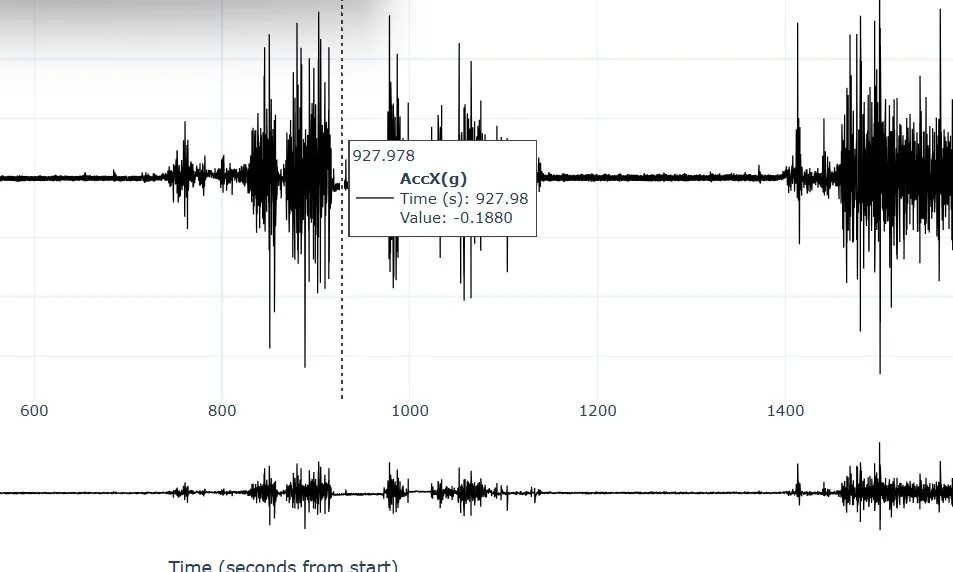 927.978
AccX(g)
Time (s): 927.98
Value: -0.1880
600 800 1000 1200 1400
Time (seconds from start)